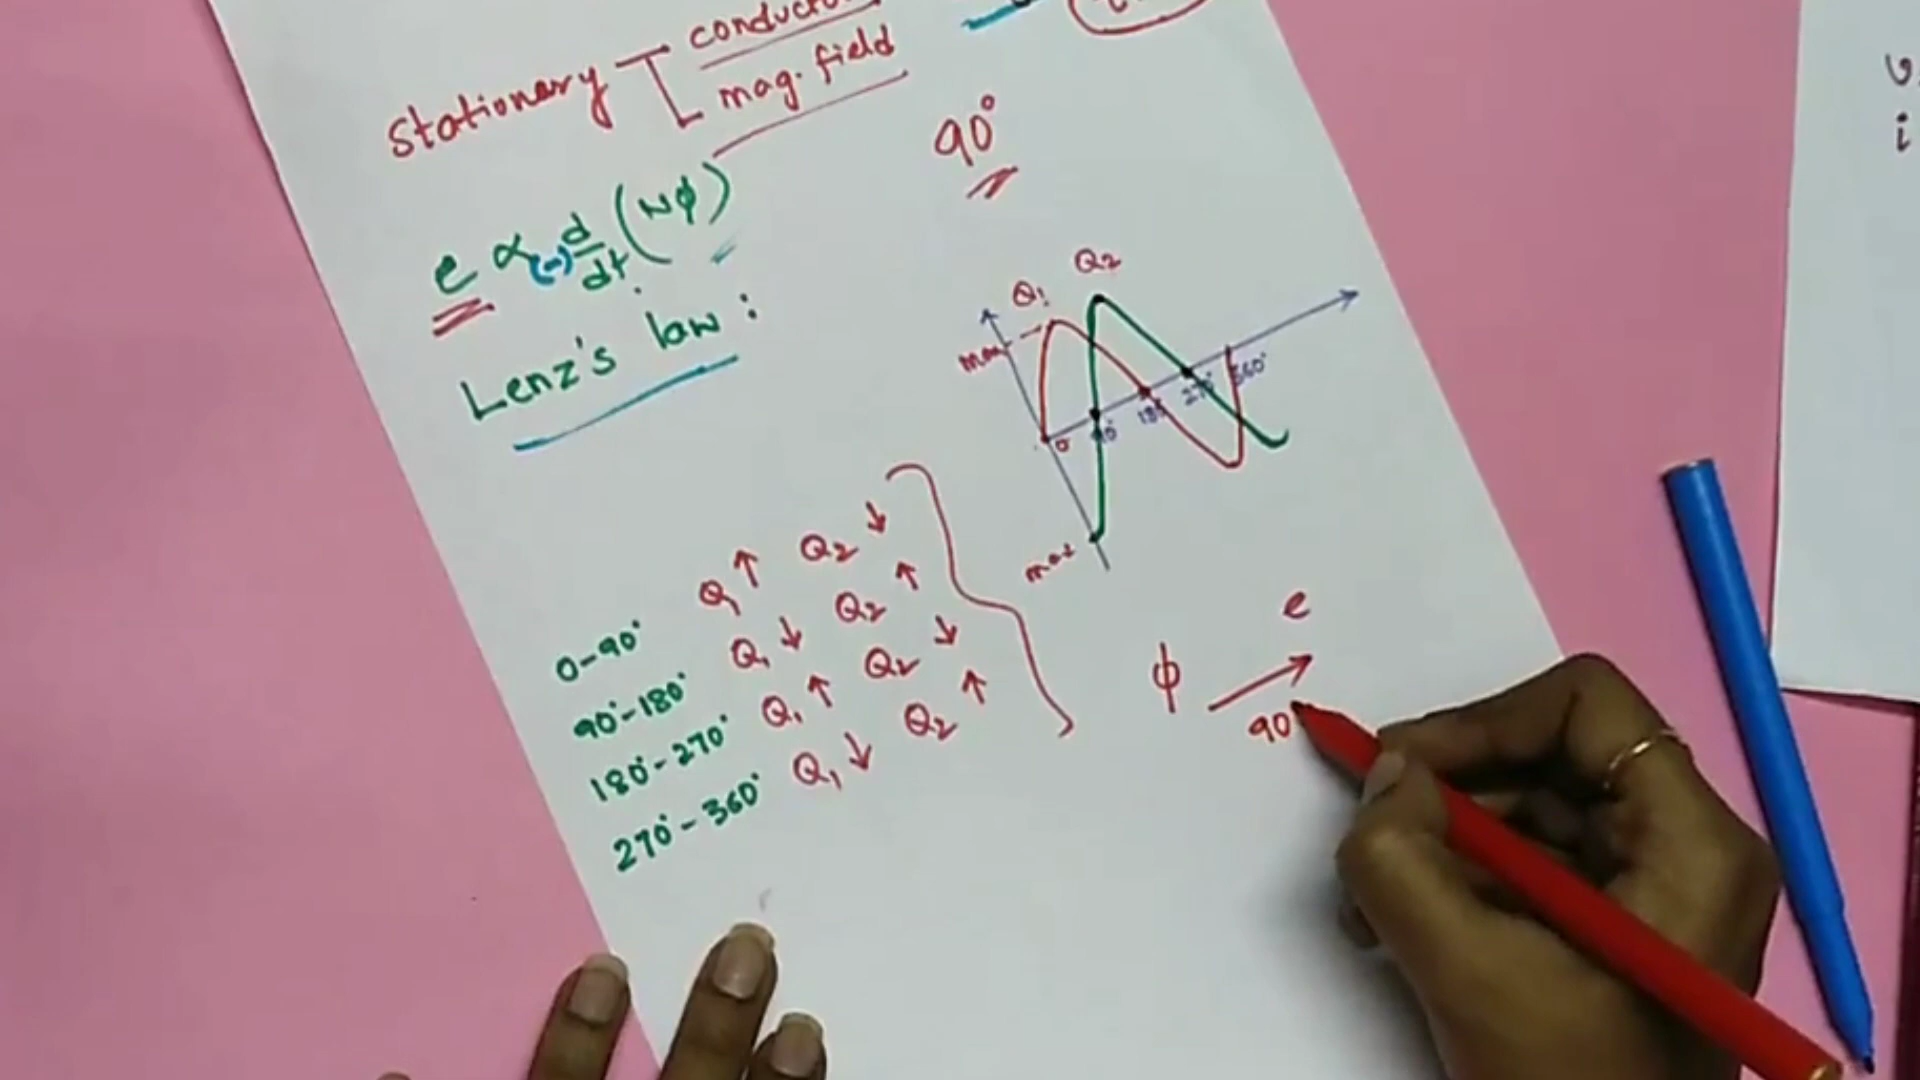 Stationary
mag. field
90°
e ∝ (-) d/dt (Nφ)
Lenz's law:
Q1 Q2
max
0 90° 180° 270° 360°
max
0-90° Q1 ↑ Q2 ↓
90°-180° Q1 ↓ Q2 ↑
180°-270° Q1 ↑ Q2 ↓
270°-360° Q1 ↓ Q2 ↑
φ → e
90
i